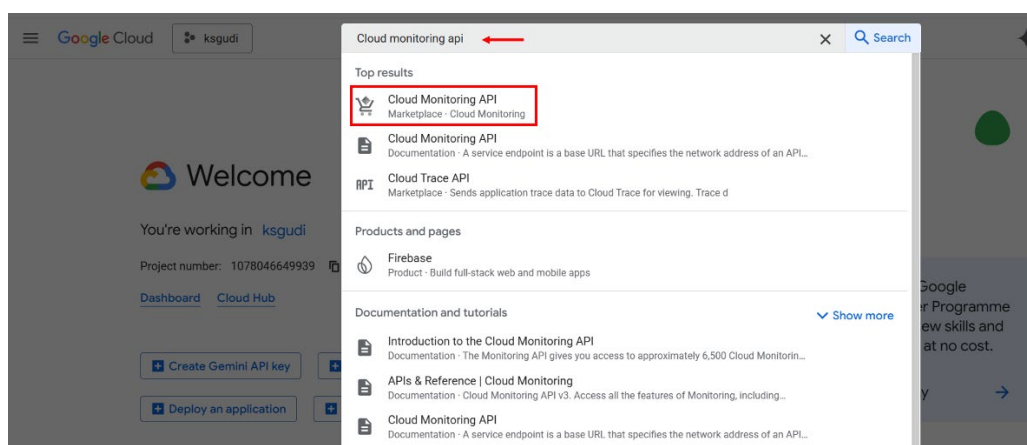 Google Cloud
ksgudi
Cloud monitoring api
Search
Top results
Cloud Monitoring API
Marketplace · Cloud Monitoring
Cloud Monitoring API
Documentation · A service endpoint is a base URL that specifies the network address of an API...
API
Cloud Trace API
Marketplace · Sends application trace data to Cloud Trace for viewing. Trace d
Products and pages
Firebase
Product · Build full-stack web and mobile apps
Documentation and tutorials
Show more
Introduction to the Cloud Monitoring API
Documentation · The Monitoring API gives you access to approximately 6,500 Cloud Monitorin...
APIs & Reference | Cloud Monitoring
Documentation · Cloud Monitoring API v3. Access all the features of Monitoring, including...
Cloud Monitoring API
Documentation · A service endpoint is a base URL that specifies the network address of an API...
Welcome
You're working in ksgudi
Project number: 1078046649939
Dashboard Cloud Hub
Create Gemini API key
Deploy an application
Google
r Programme
ew skills and
at no cost.
y